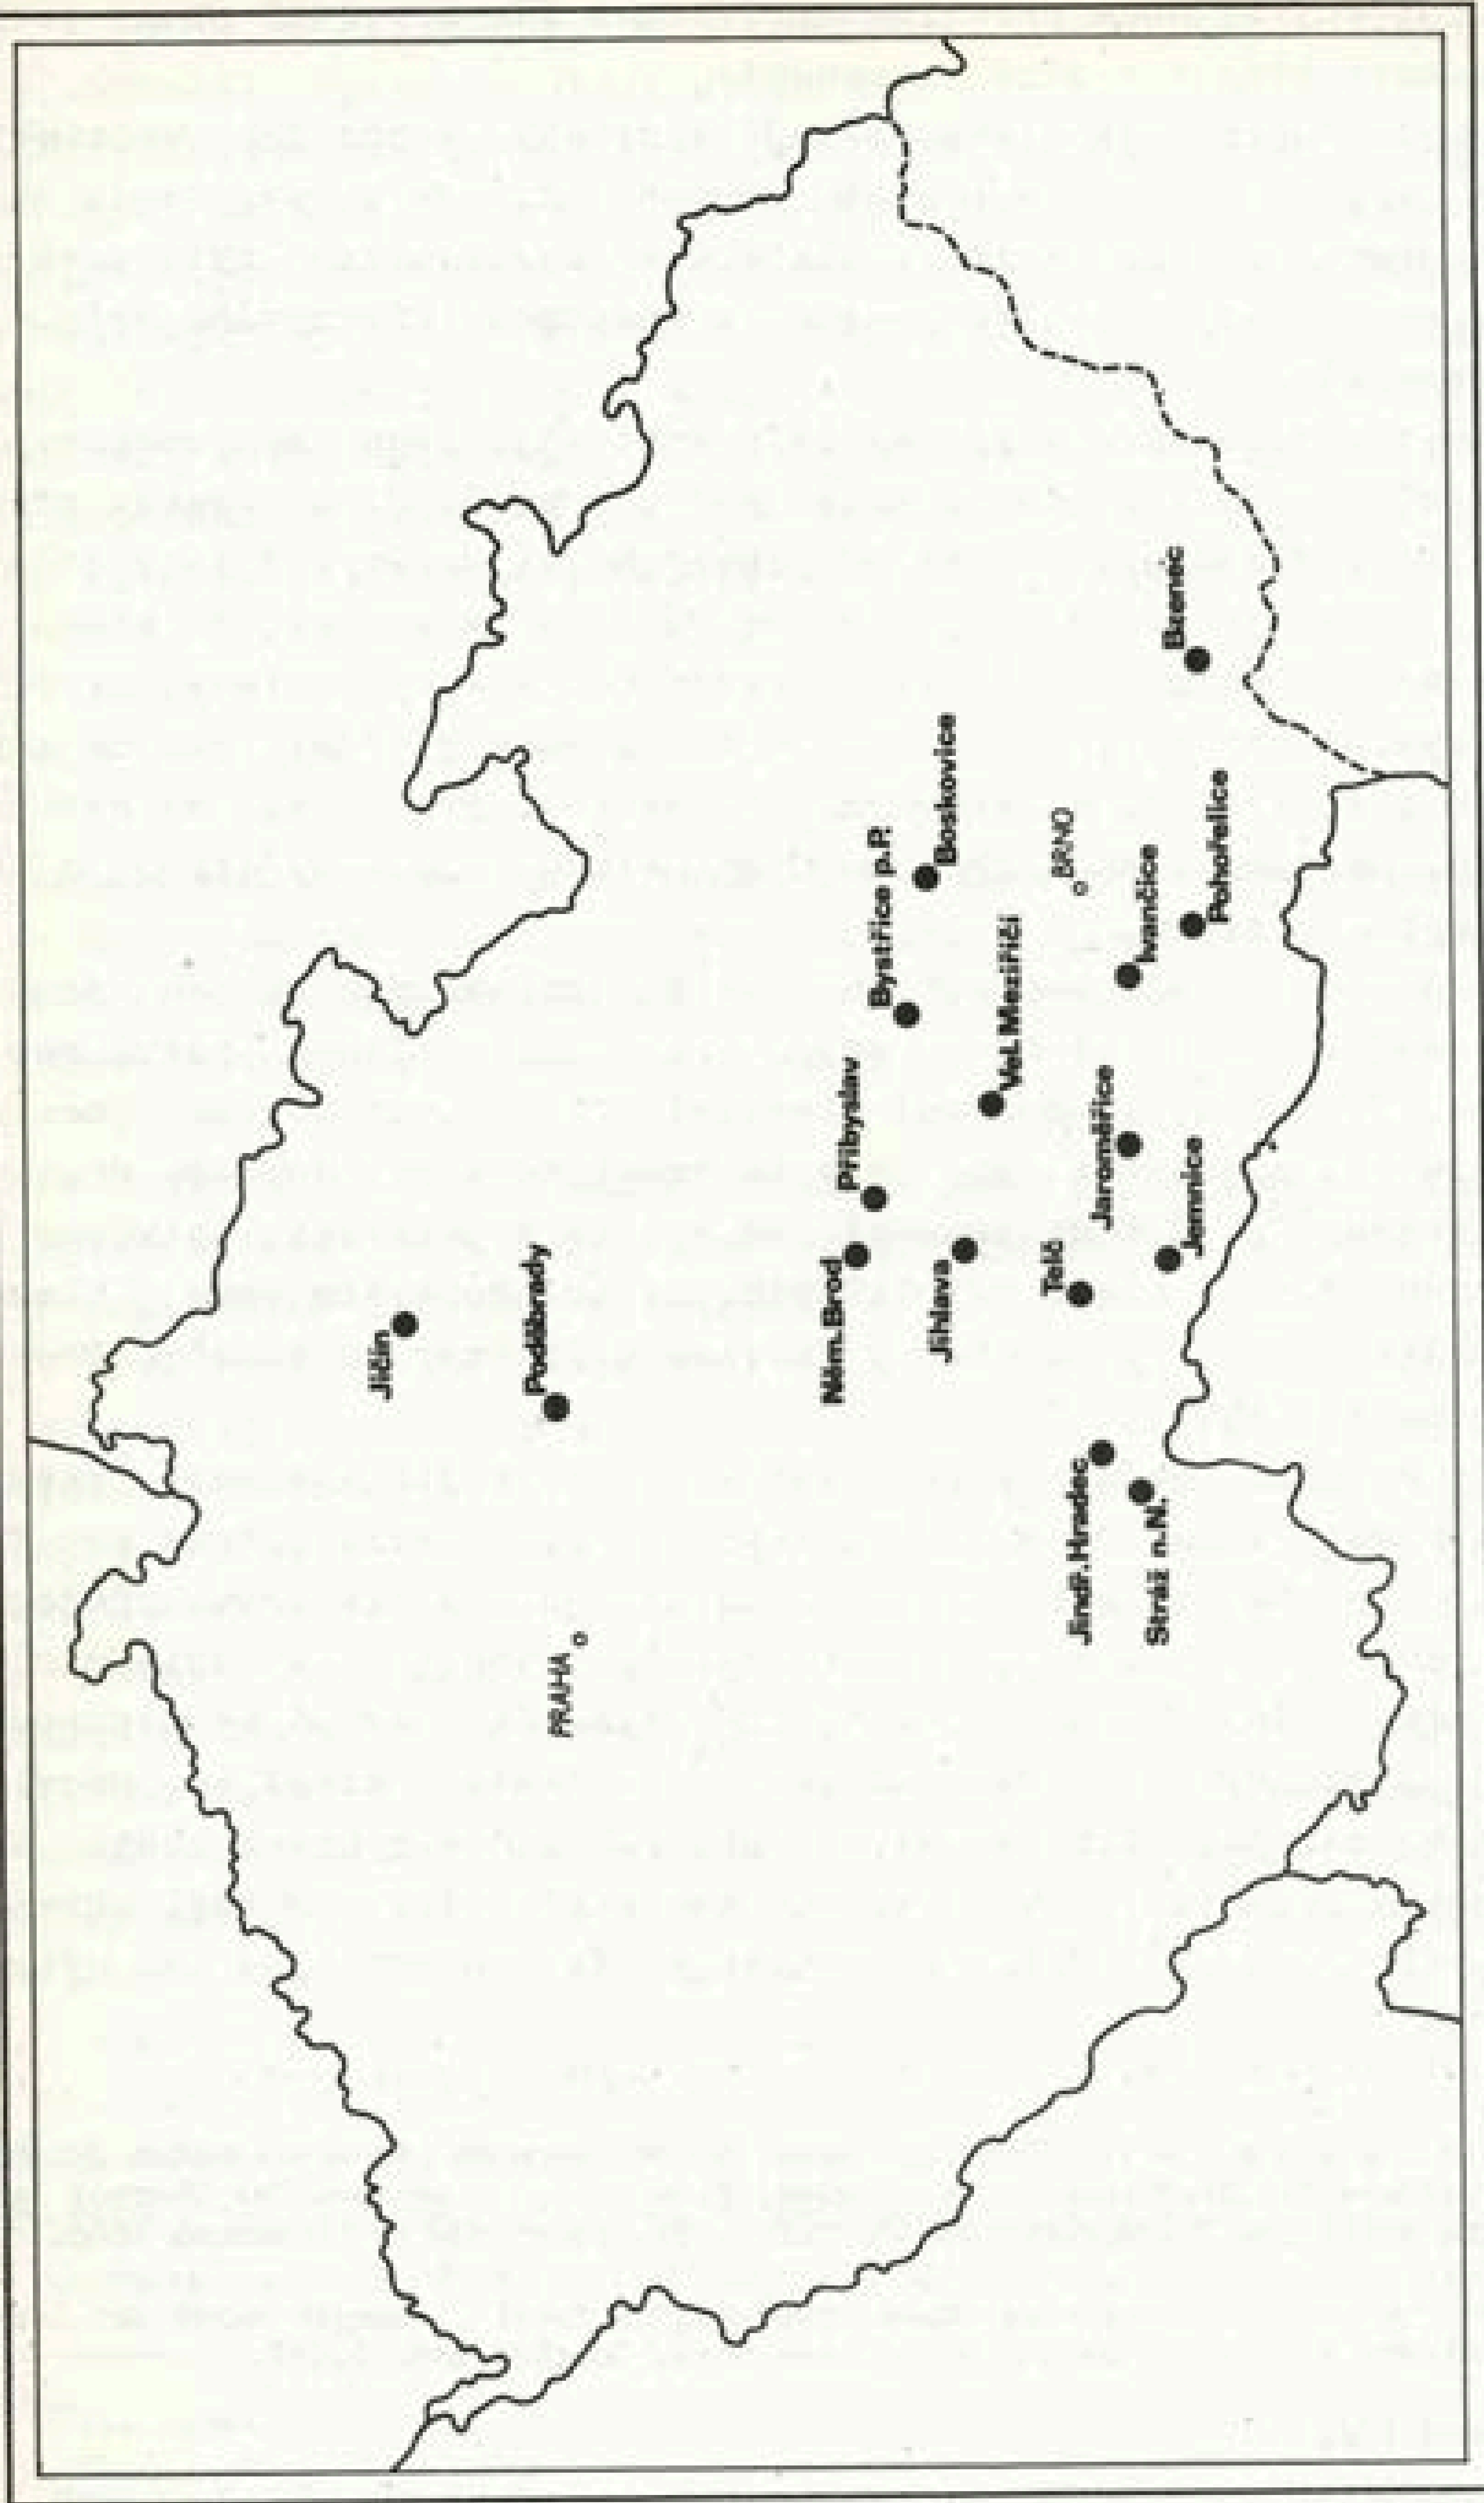 Jičín
Poděbrady
PRAHA
Něm.Brod
Přibyslav
Bystřice p.P.
Boskovice
Jihlava
Vel.Meziříčí
BRNO
Telč
Jaroměřice
Ivančice
Jindř.Hradec
Stráž n.N.
Jemnice
Pohořelice
Bzenec